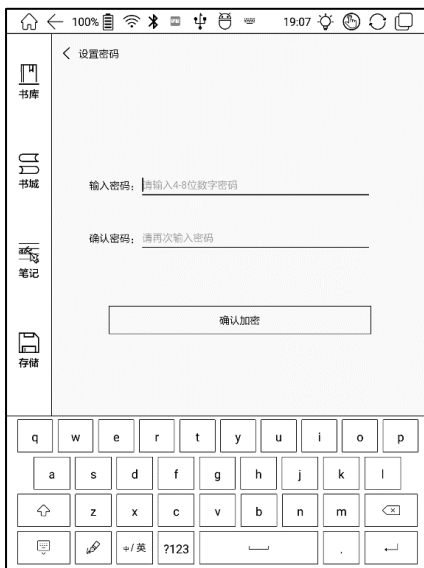 100% 19:07
设置密码
书库
书城
输入密码： 请输入4-8位数字密码
确认密码： 请再次输入密码
笔记
确认加密
存储
q w e r t y u i o p
a s d f g h j k l
z x c v b n m
中/英 ?123 .